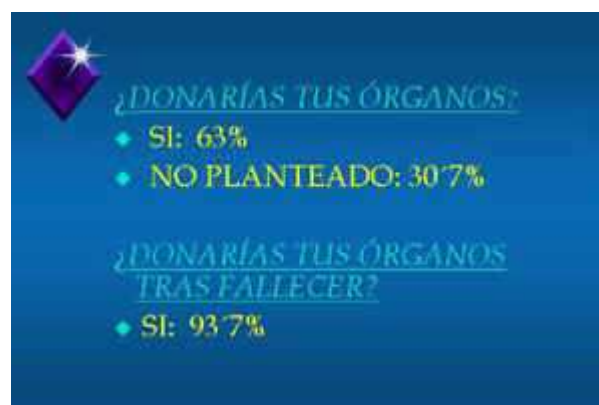 ¿DONARÍAS TUS ÓRGANOS?
SI: 63%
NO PLANTEADO: 30´7%
¿DONARÍAS TUS ÓRGANOS
TRAS FALLECER?
SI: 93´7%